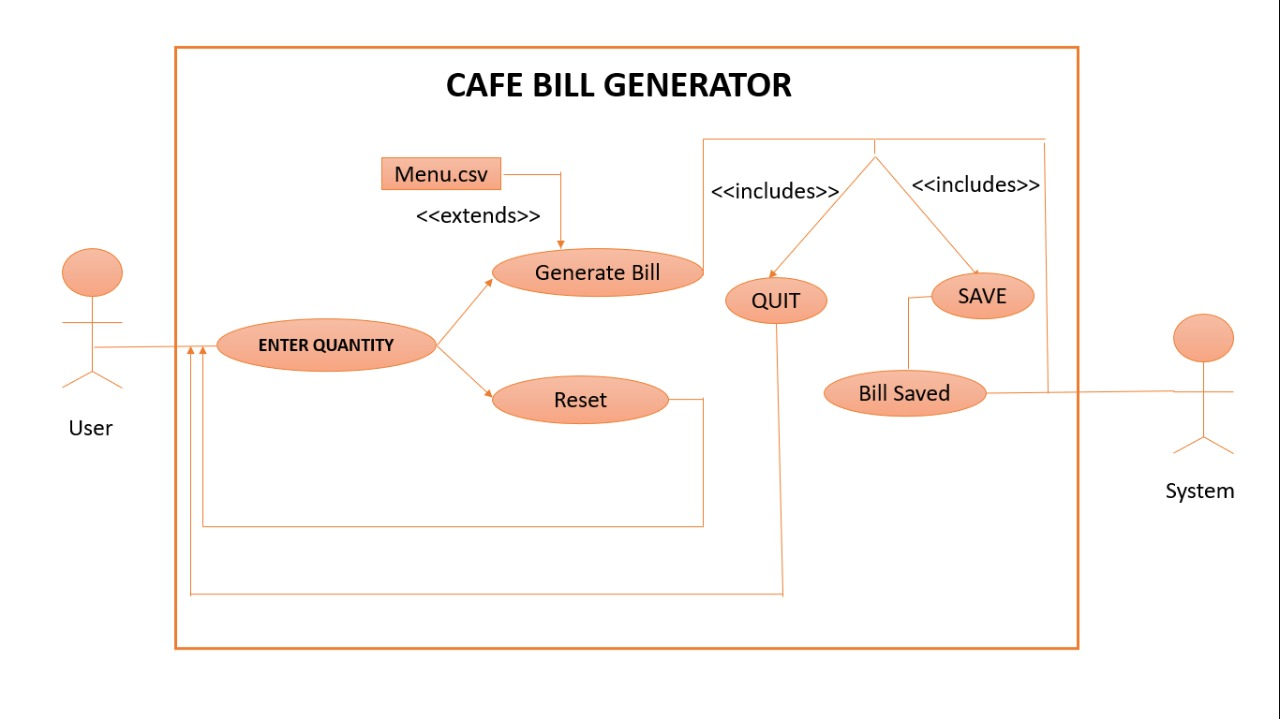 CAFE BILL GENERATOR
Menu.csv
<<extends>>
<<includes>>
<<includes>>
Generate Bill
QUIT
SAVE
ENTER QUANTITY
Reset
Bill Saved
User
System